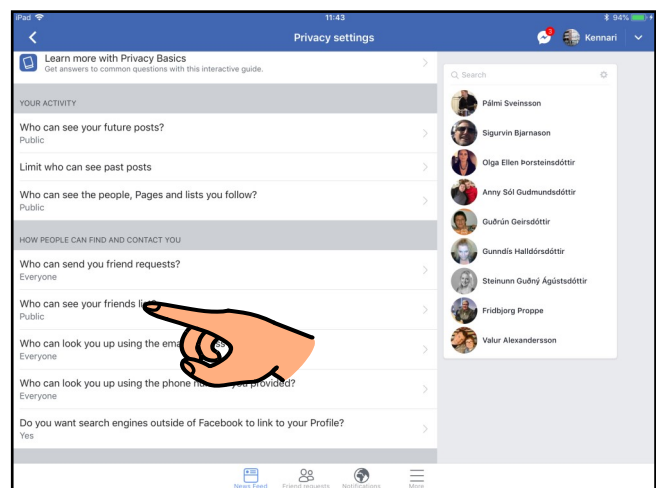 iPad
11:43
94%
Privacy settings
3
Kennari
Learn more with Privacy Basics
Get answers to common questions with this interactive guide.
YOUR ACTIVITY
Who can see your future posts?
Public
Limit who can see past posts
Who can see the people, Pages and lists you follow?
Public
HOW PEOPLE CAN FIND AND CONTACT YOU
Who can send you friend requests?
Everyone
Who can see your friends
Public
Who can look you up using the
Everyone
Who can look you up using the phone provided?
Everyone
Do you want search engines outside of Facebook to link to your Profile?
Yes
Search
Pálmi Sveinsson
Sigurvin Bjarnason
Olga Ellen Þorsteinsdóttir
Anny Sól Gudmundsdóttir
Guðrún Geirsdóttir
Gunndís Halldórsdóttir
Steinunn Guðný Ágústsdóttir
Fridbjorg Proppe
Valur Alexandersson
News Feed
Friend requests
Notifications
More